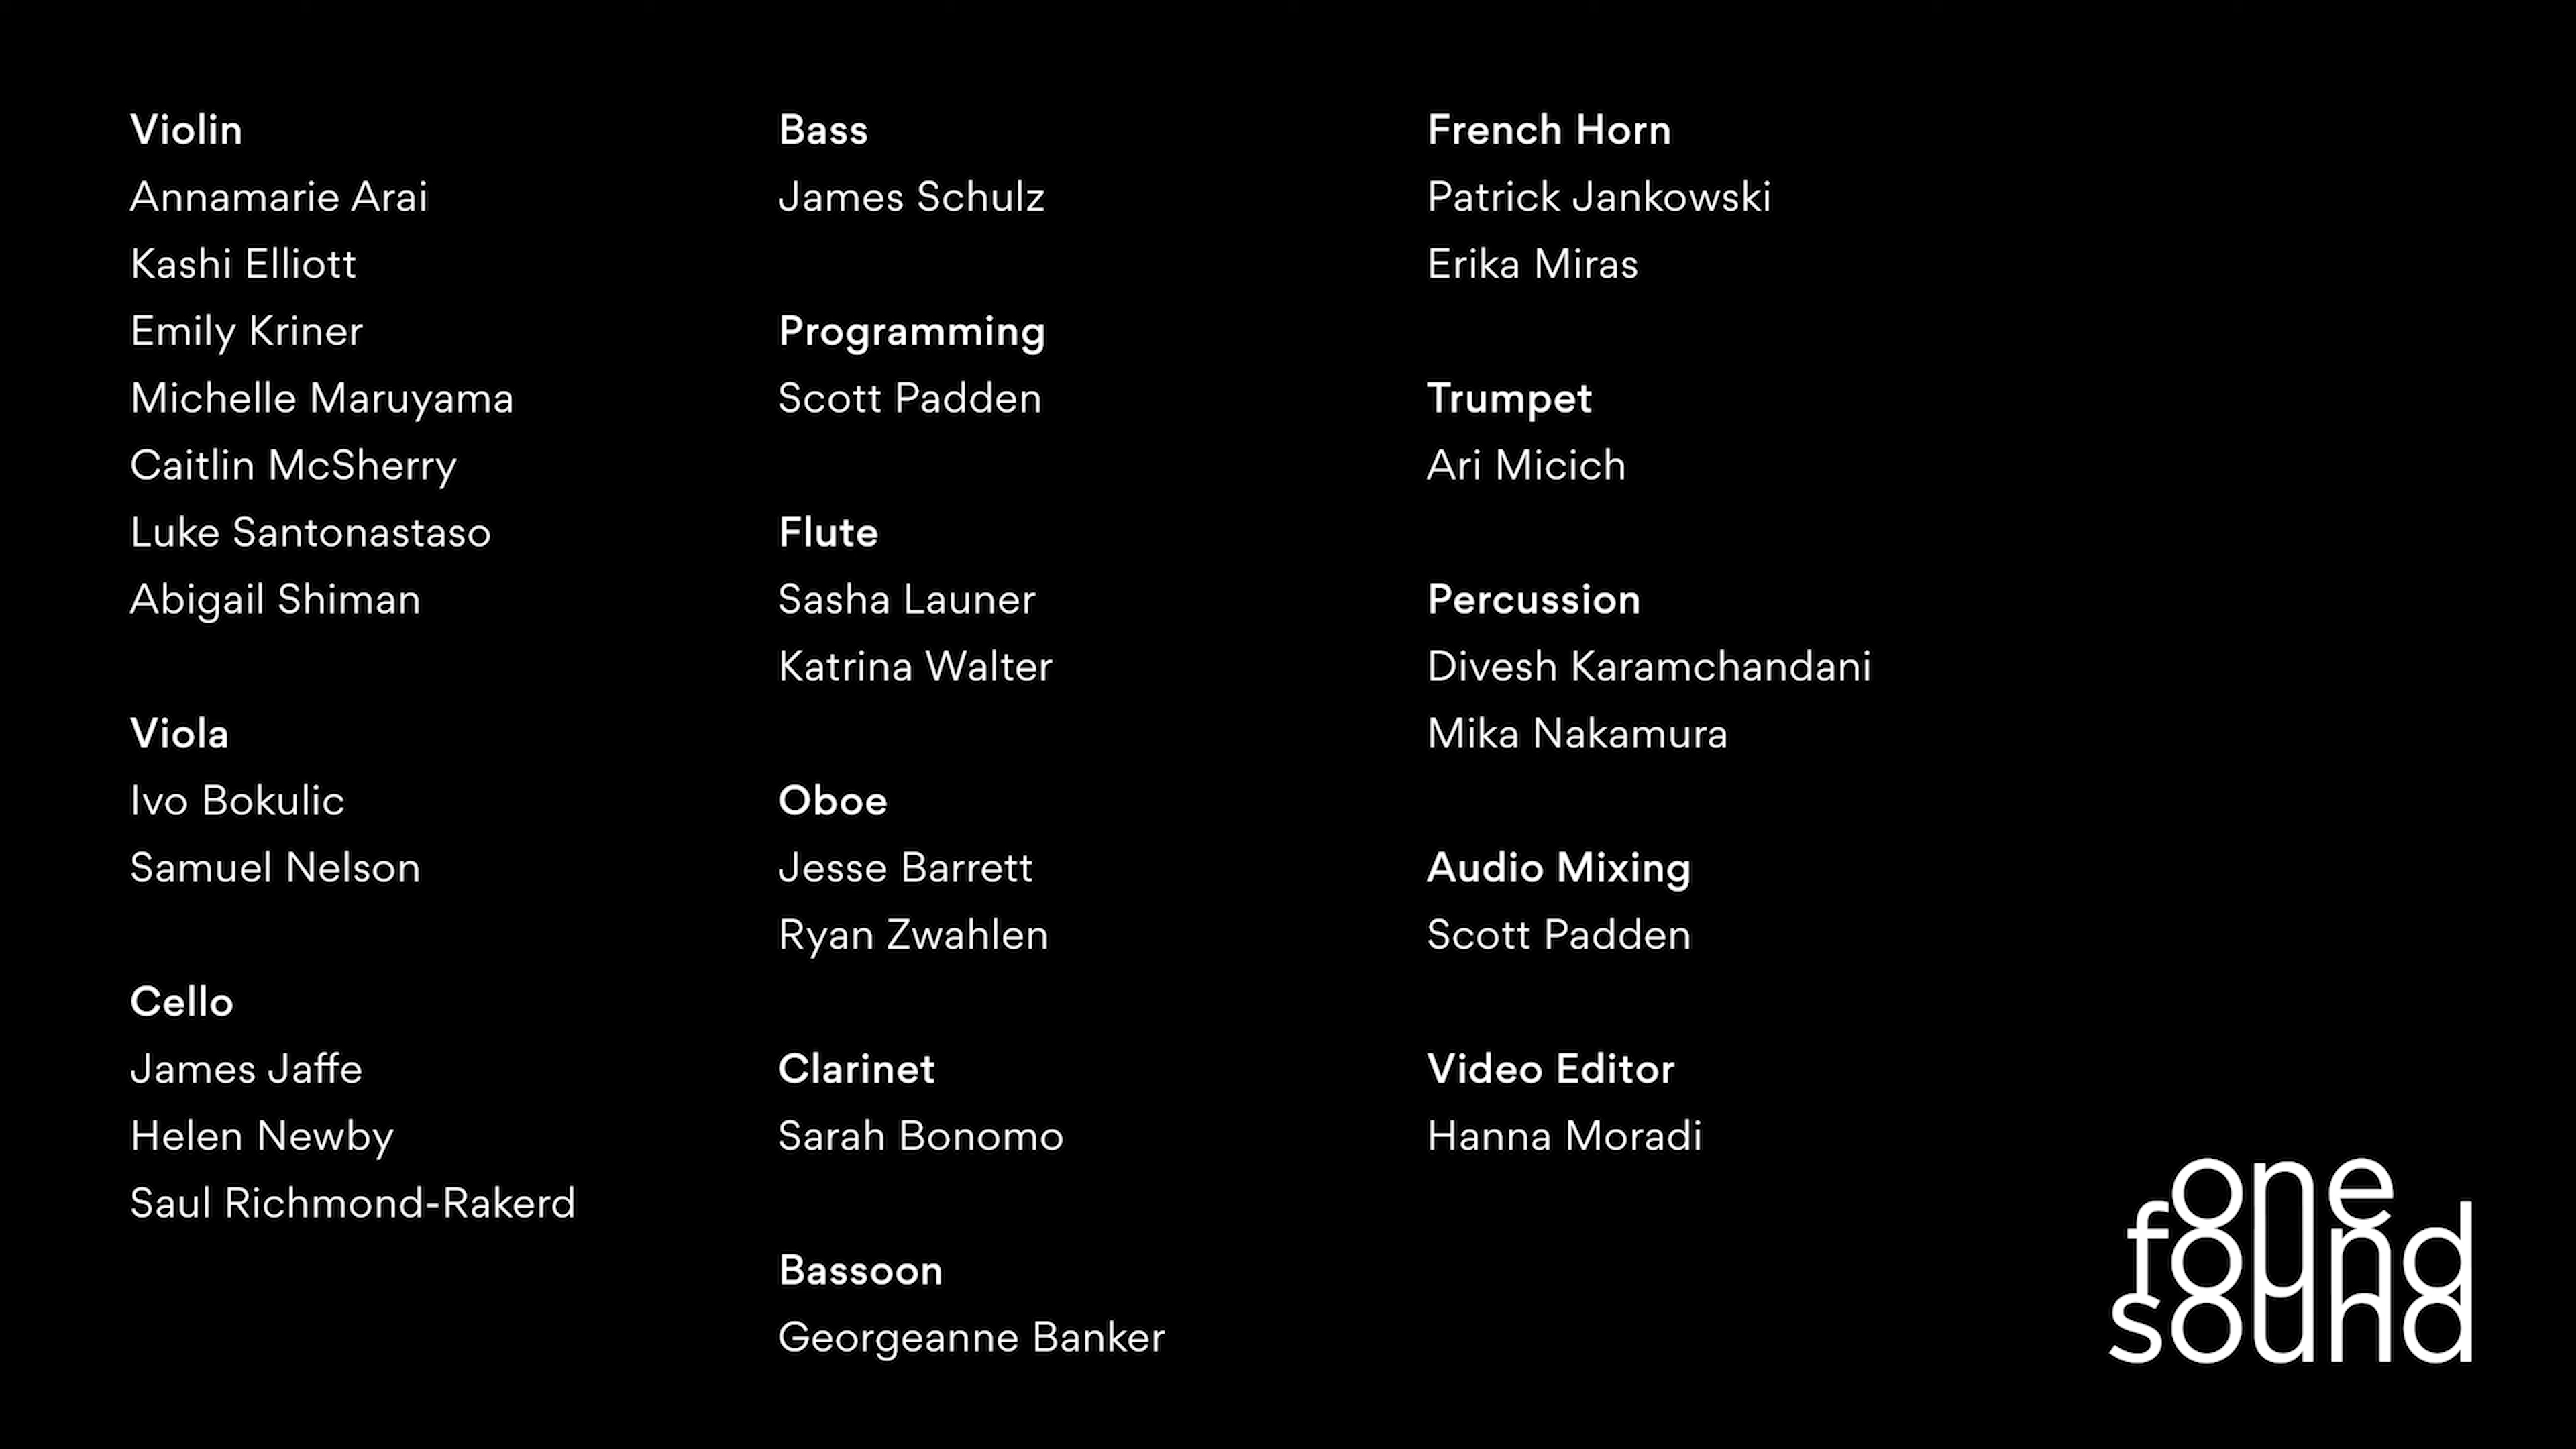 Violin
Annamarie Arai
Kashi Elliott
Emily Kriner
Michelle Maruyama
Caitlin McSherry
Luke Santonastaso
Abigail Shiman
Viola
Ivo Bokulic
Samuel Nelson
Cello
James Jaffe
Helen Newby
Saul Richmond-Rakerd
Bass
James Schulz
Programming
Scott Padden
Flute
Sasha Launer
Katrina Walter
Oboe
Jesse Barrett
Ryan Zwahlen
Clarinet
Sarah Bonomo
Bassoon
Georgeanne Banker
French Horn
Patrick Jankowski
Erika Miras
Trumpet
Ari Micich
Percussion
Divesh Karamchandani
Mika Nakamura
Audio Mixing
Scott Padden
Video Editor
Hanna Moradi
one
found
sound